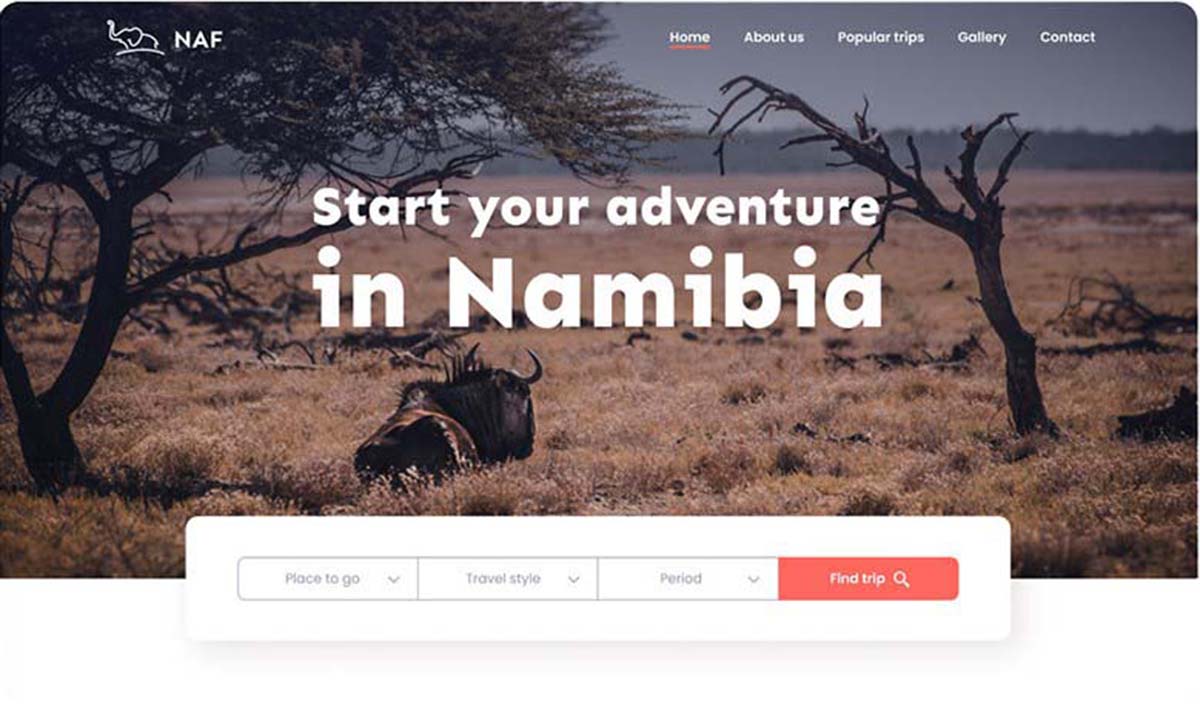 NAF
Home About us Popular trips Gallery Contact
Start your adventure
in Namibia
Place to go Travel style Period Find trip